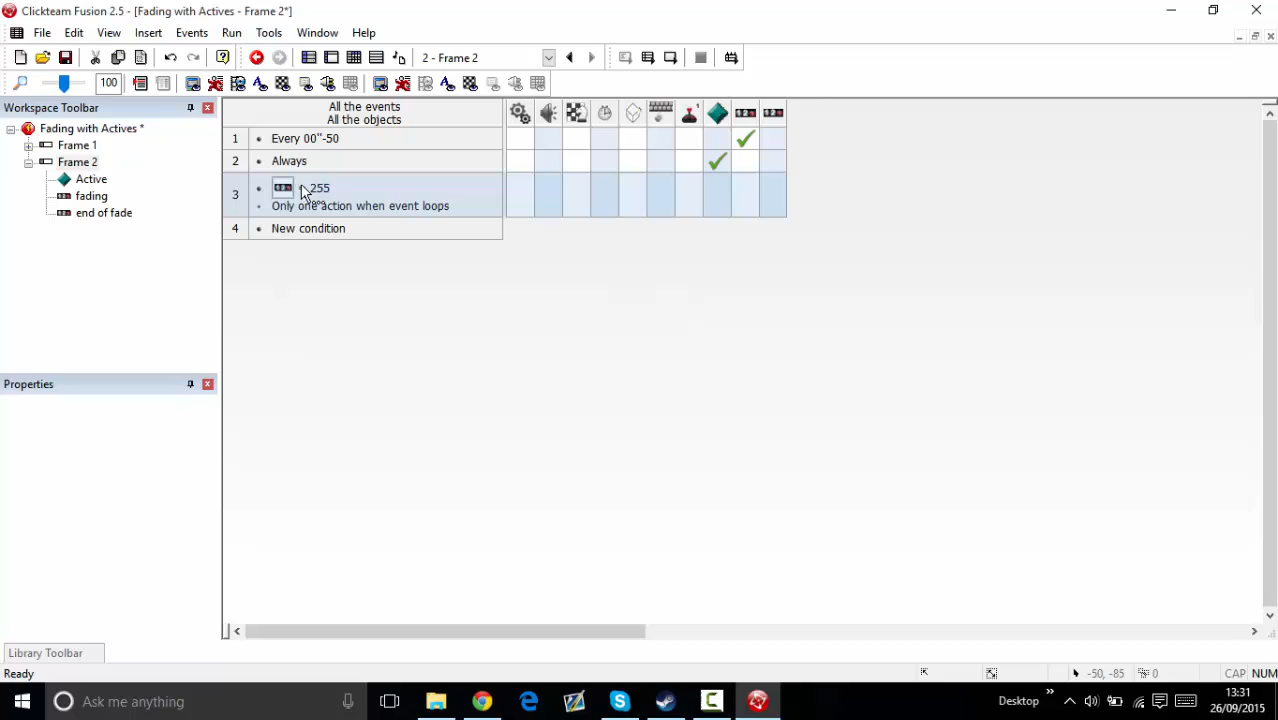 Clickteam Fusion 2.5 - [Fading with Actives - Frame 2*]
File Edit View Insert Events Run Tools Window Help
2 - Frame 2
100
Workspace Toolbar
Fading with Actives *
Frame 1
Frame 2
Active
fading
end of fade
Properties
Library Toolbar
All the events
All the objects
1 • Every 00"-50
2 • Always
3 • 255
• Only one action when event loops
4 • New condition
Ready
-50, -85
0
CAP NUM
Ask me anything
Desktop
13:31
26/09/2015